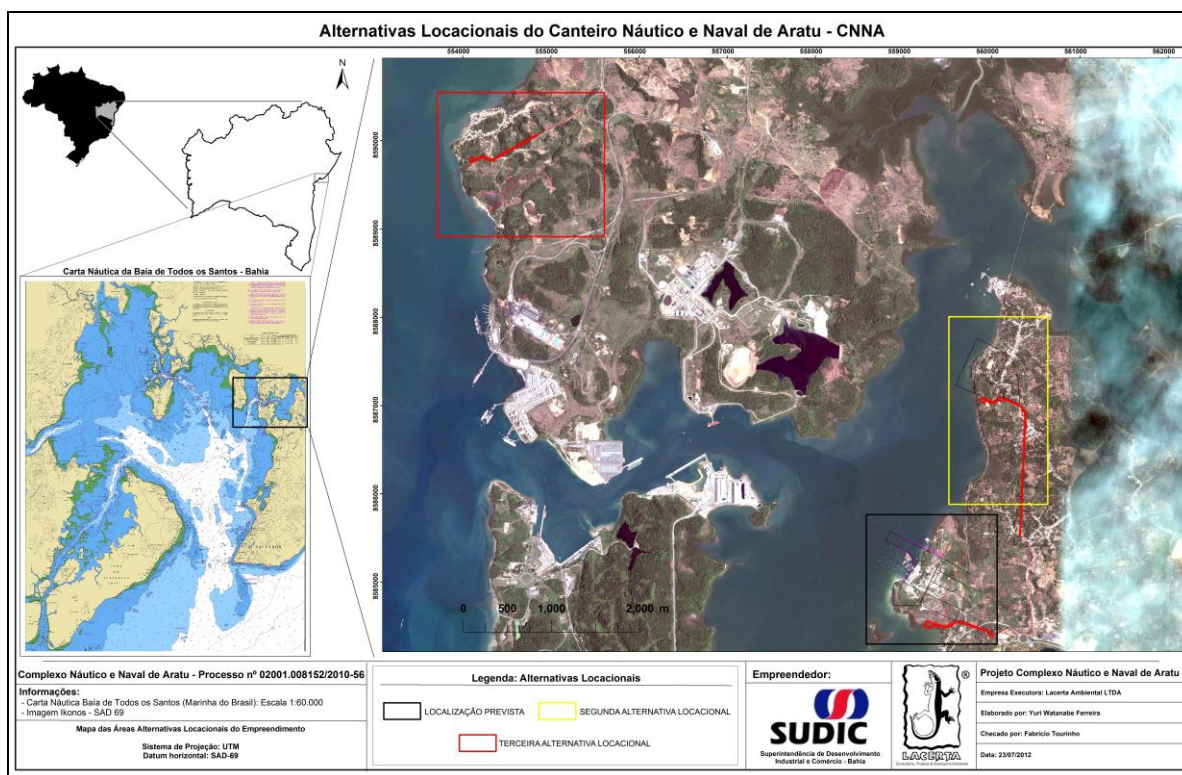 Alternativas Locacionais do Canteiro Náutico e Naval de Aratu - CNNA
554000 555000 556000 557000 558000 559000 560000 561000 562000
N
8590000
8589000
8588000
8587000
8586000
8585000
Carta Náutica da Baía de Todos os Santos - Bahia
0 500 1,000 2,000 m
Complexo Náutico e Naval de Aratu - Processo nº 02001.008152/2010-56
Informações:
- Carta Náutica Baía de Todos os Santos (Marinha do Brasil): Escala 1:60.000
- Imagem Ikonos - SAD 69
Mapa das Áreas Alternativas Locacionais do Empreendimento
Sistema de Projeção: UTM
Datum horizontal: SAD-69
Legenda: Alternativas Locacionais
LOCALIZAÇÃO PREVISTA
SEGUNDA ALTERNATIVA LOCACIONAL
TERCEIRA ALTERNATIVA LOCACIONAL
Empreendedor:
SUDIC
Superintendência de Desenvolvimento
Industrial e Comércio - Bahia
®
LACERTA
Projeto Complexo Náutico e Naval de Aratu
Empresa Executora: Lacerta Ambiental LTDA
Elaborado por: Yuri Watanabe Ferreira
Checado por: Fabrício Tourinho
Data: 23/07/2012